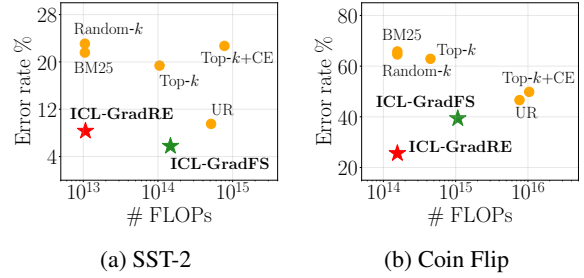 Error rate %
28
20
12
4
Random-k
BM25
Top-k
Top-k+CE
UR
ICL-GradRE
ICL-GradFS
10^13
10^14
10^15
# FLOPs
(a) SST-2
Error rate %
80
60
40
20
BM25
Random-k
Top-k
Top-k+CE
UR
ICL-GradFS
ICL-GradRE
10^14
10^15
10^16
# FLOPs
(b) Coin Flip